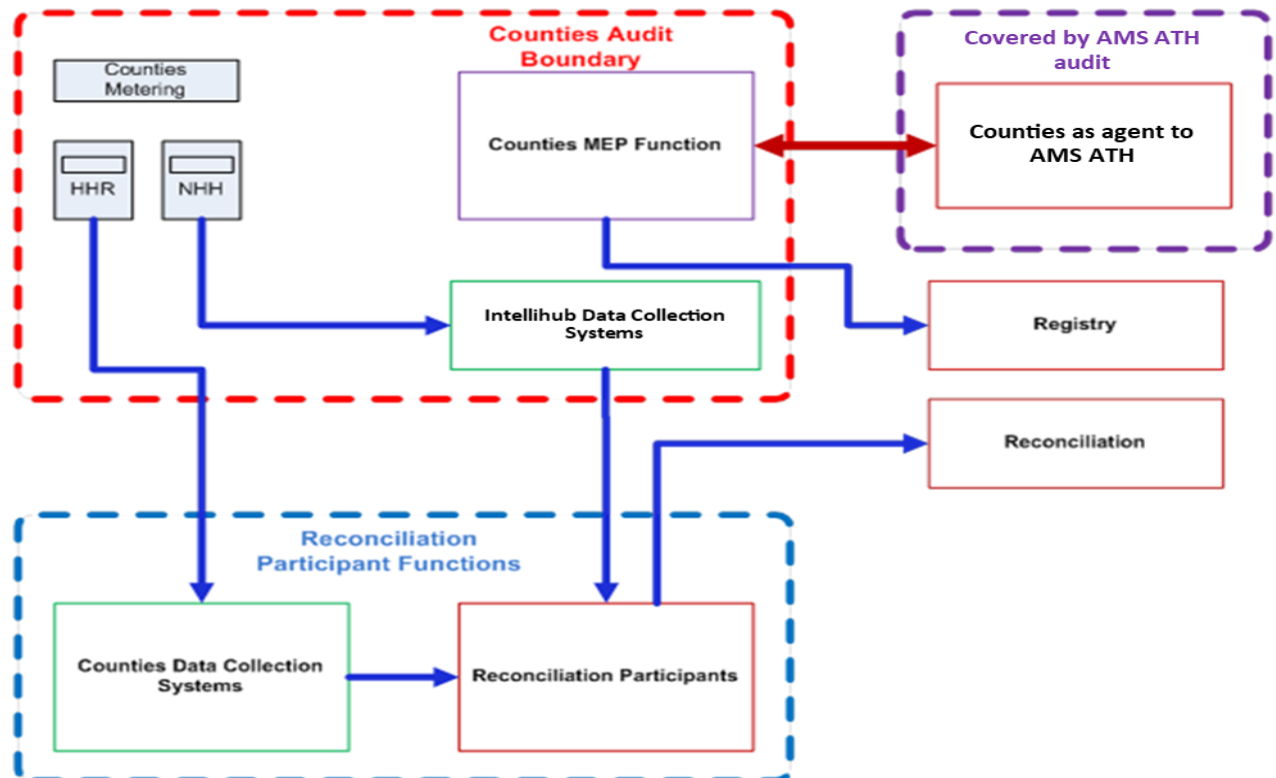 Counties Audit
Boundary
Covered by AMS ATH
audit
Counties
Metering
HHR
NHH
Counties MEP Function
Counties as agent to
AMS ATH
Intellihub Data Collection
Systems
Registry
Reconciliation
Reconciliation
Participant Functions
Counties Data Collection
Systems
Reconciliation Participants